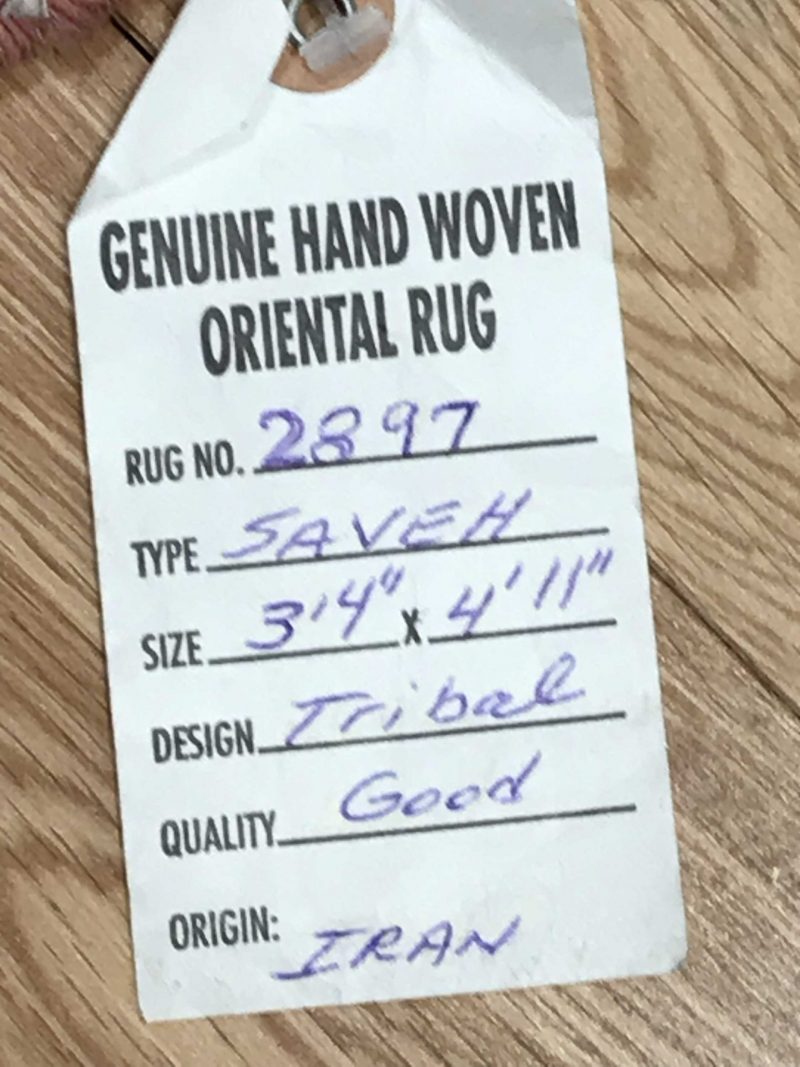 GENUINE HAND WOVEN
ORIENTAL RUG
RUG NO. 2897
TYPE SAVEH
SIZE 3'4" X 4'11"
DESIGN Tribal
QUALITY Good
ORIGIN: IRAN